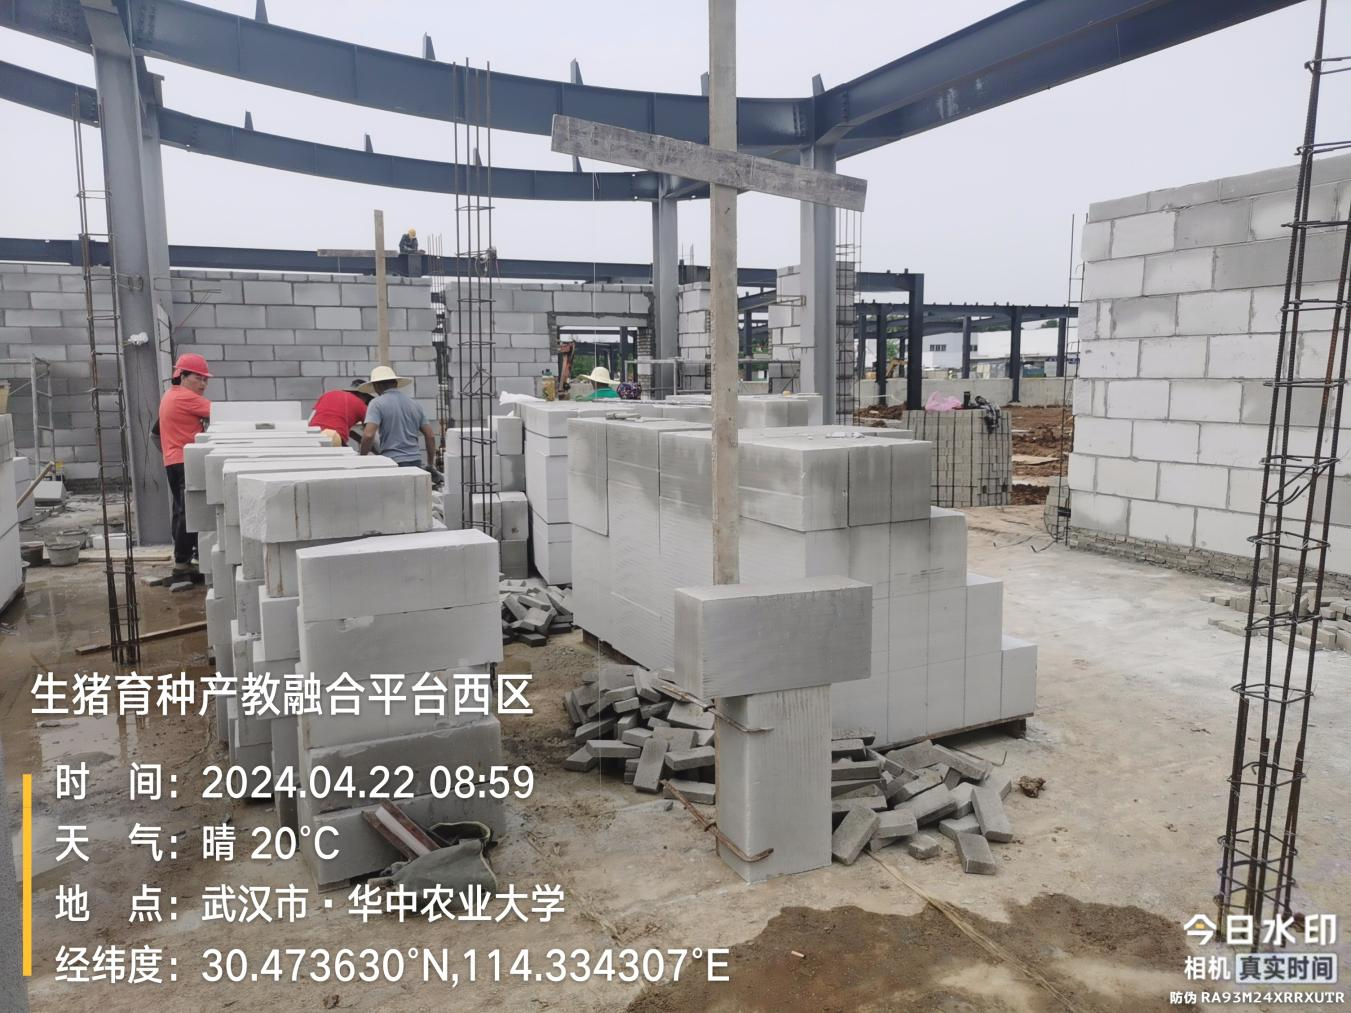 生猪育种产教融合平台西区
时 间：2024.04.22 08:59
天 气：晴 20°C
地 点：武汉市·华中农业大学
经纬度：30.473630°N,114.334307°E
今日水印
相机 真实时间
防伪 RA93M24XRRXUTR